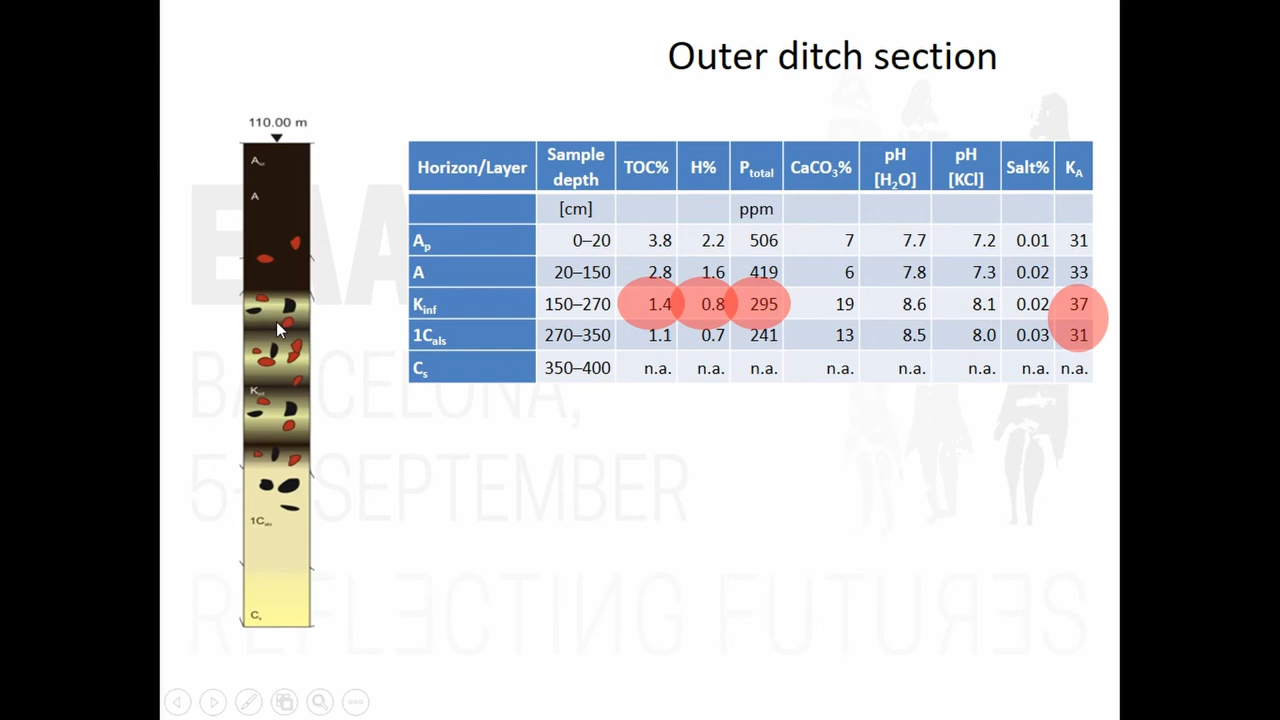 Outer ditch section
110.00 m
A
K
1C
C
Horizon/Layer Sample depth TOC% H% Ptotal CaCO3% pH [H2O] pH [KCl] Salt% KA
[cm] ppm
Ap 0–20 3.8 2.2 506 7 7.7 7.2 0.01 31
A 20–150 2.8 1.6 419 6 7.8 7.3 0.02 33
Kinf 150–270 1.4 0.8 295 19 8.6 8.1 0.02 37
1Cals 270–350 1.1 0.7 241 13 8.5 8.0 0.03 31
Cs 350–400 n.a. n.a. n.a. n.a. n.a. n.a. n.a. n.a.
SEPTEMBER
REFLECTING FUTURES